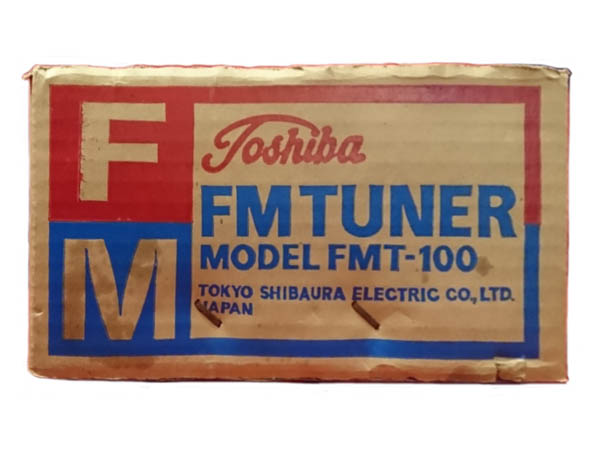 F
M
Toshiba
FM TUNER
MODEL FMT-100
TOKYO SHIBAURA ELECTRIC CO., LTD.
JAPAN